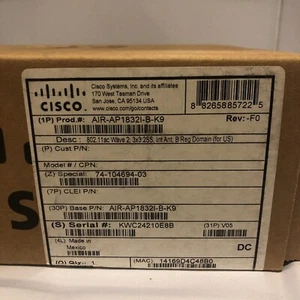 CISCO
Cisco Systems, Inc. and its affiliates
170 West Tasman Drive
San Jose, CA 95134 USA
www.cisco.com/go/contacts
8 82658 85722 5
(1P) Prod.#: AIR-AP1832I-B-K9
Rev.: -F0
Desc : 802.11ac Wave 2; 3x3:2SS; Int Ant; B Reg Domain (for US)
(P) Cust P/N:
Model # / CPN:
(Z) Special: 74-104694-03
(7P) CLEI P/N:
(30P) Base P/N: AIR-AP1832I-B-K9
(S) Serial #: KWC24210E8B
(31P) V05
(4L) Made in
Mexico
DC
(Q) Qty.: 1
(MAC) 14169D4C48B0